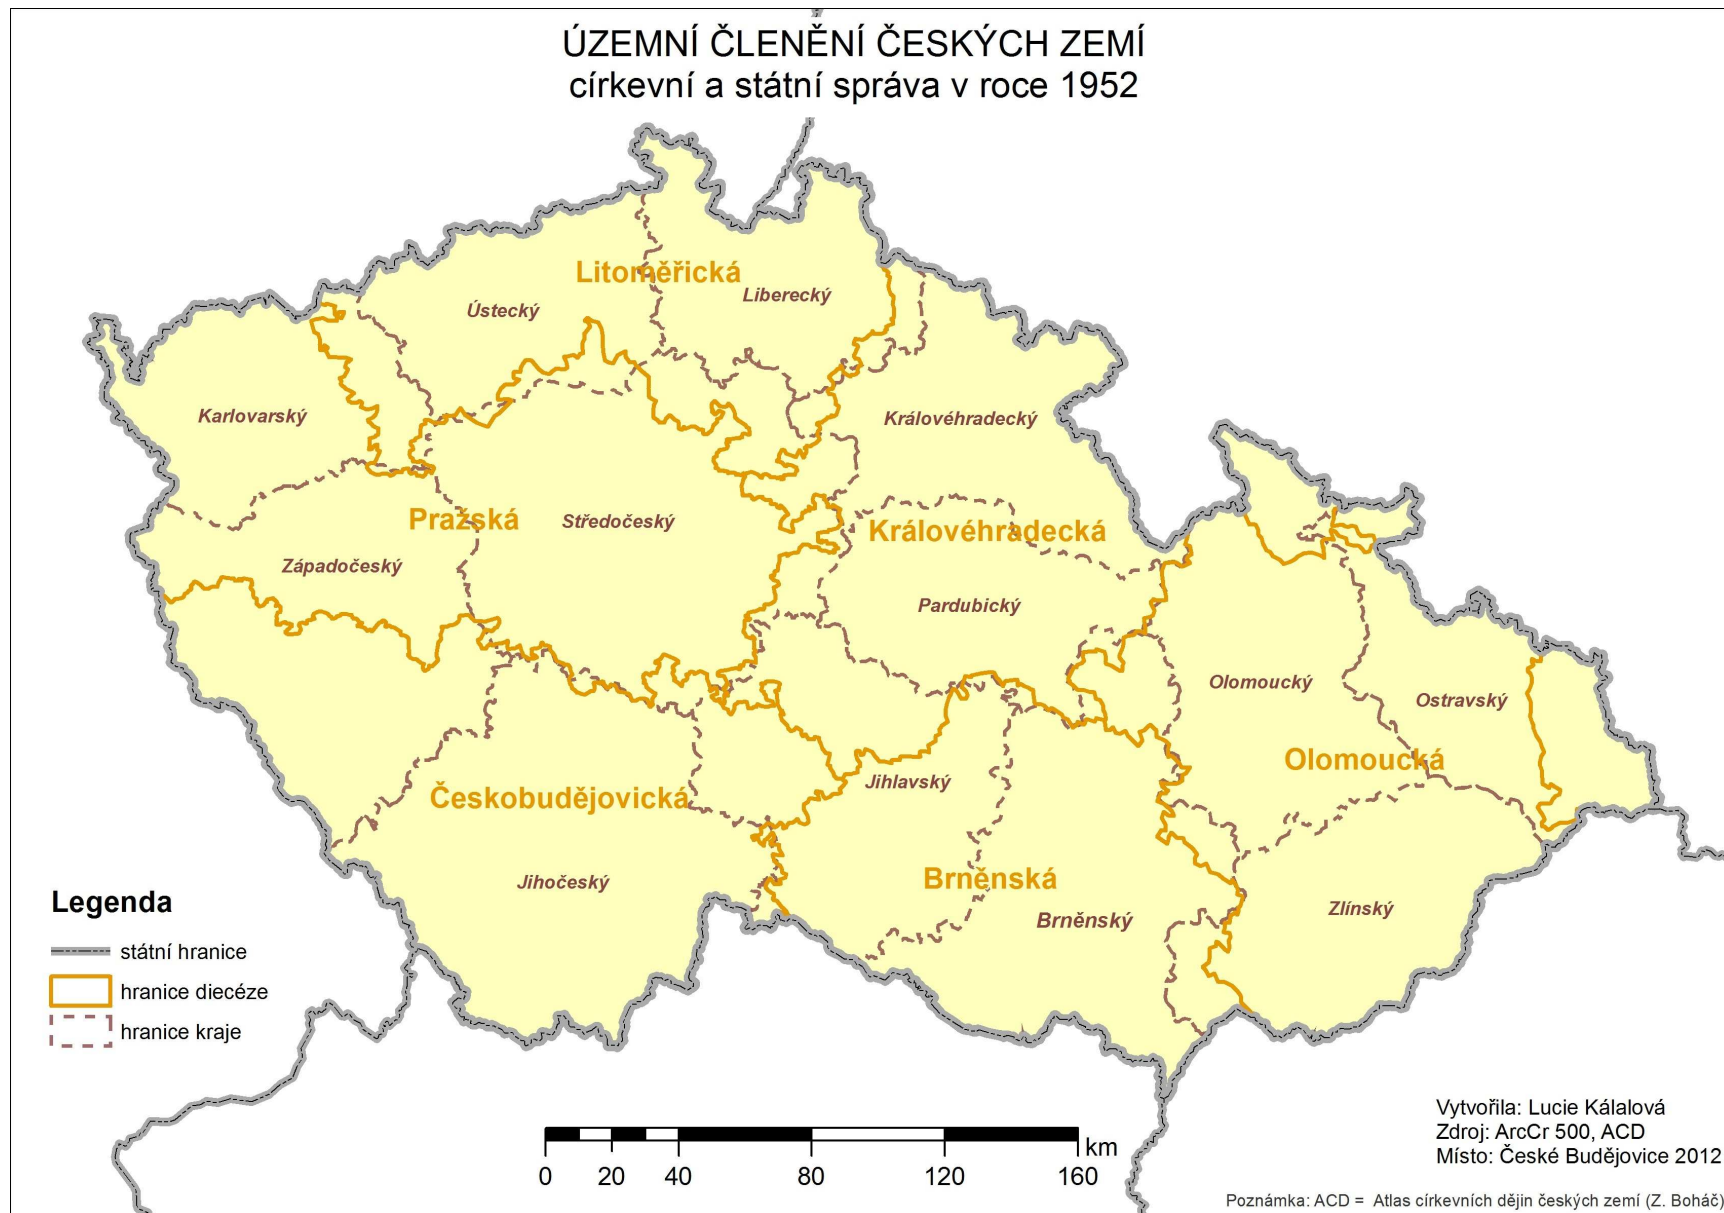 ÚZEMNÍ ČLENĚNÍ ČESKÝCH ZEMÍ
církevní a státní správa v roce 1952
Litoměřická
Liberecký
Ústecký
Karlovarský
Královéhradecký
Pražská
Středočeský
Královéhradecká
Západočeský
Pardubický
Olomoucký
Ostravský
Olomoucká
Českobudějovická
Jihlavský
Jihočeský
Brněnská
Brněnský
Zlínský
Legenda
státní hranice
hranice diecéze
hranice kraje
km
0 20 40 80 120 160
Vytvořila: Lucie Kálalová
Zdroj: ArcCr 500, ACD
Místo: České Budějovice 2012
Poznámka: ACD = Atlas církevních dějin českých zemí (Z. Boháč)